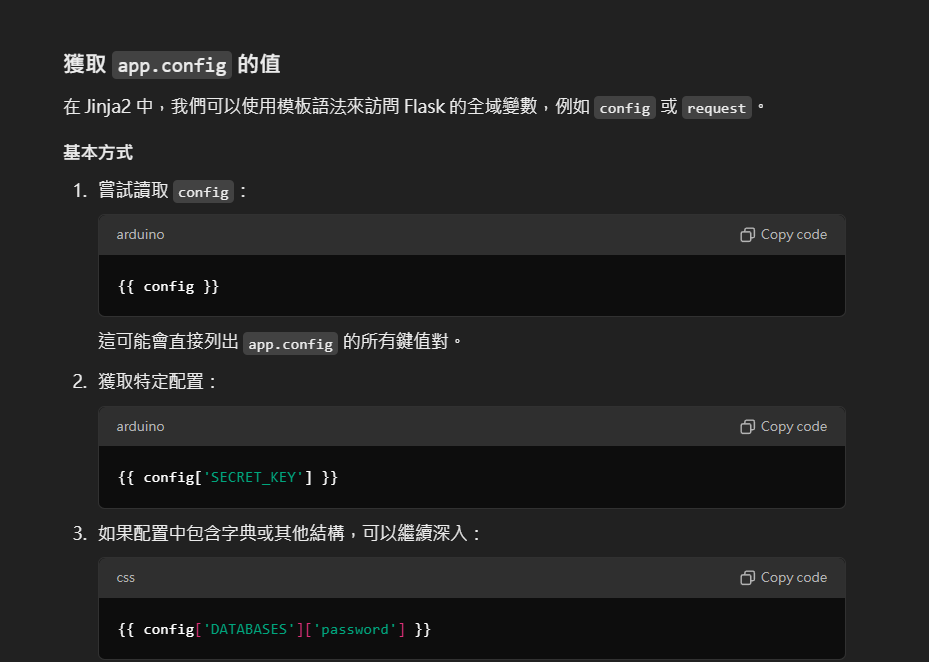 獲取 app.config 的值
在 Jinja2 中，我們可以使用模板語法來訪問 Flask 的全域變數，例如 config 或 request 。
基本方式
1. 嘗試讀取 config ：
arduino Copy code
{{ config }}
這可能會直接列出 app.config 的所有鍵值對。
2. 獲取特定配置：
arduino Copy code
{{ config['SECRET_KEY'] }}
3. 如果配置中包含字典或其他結構，可以繼續深入：
css Copy code
{{ config['DATABASES']['password'] }}